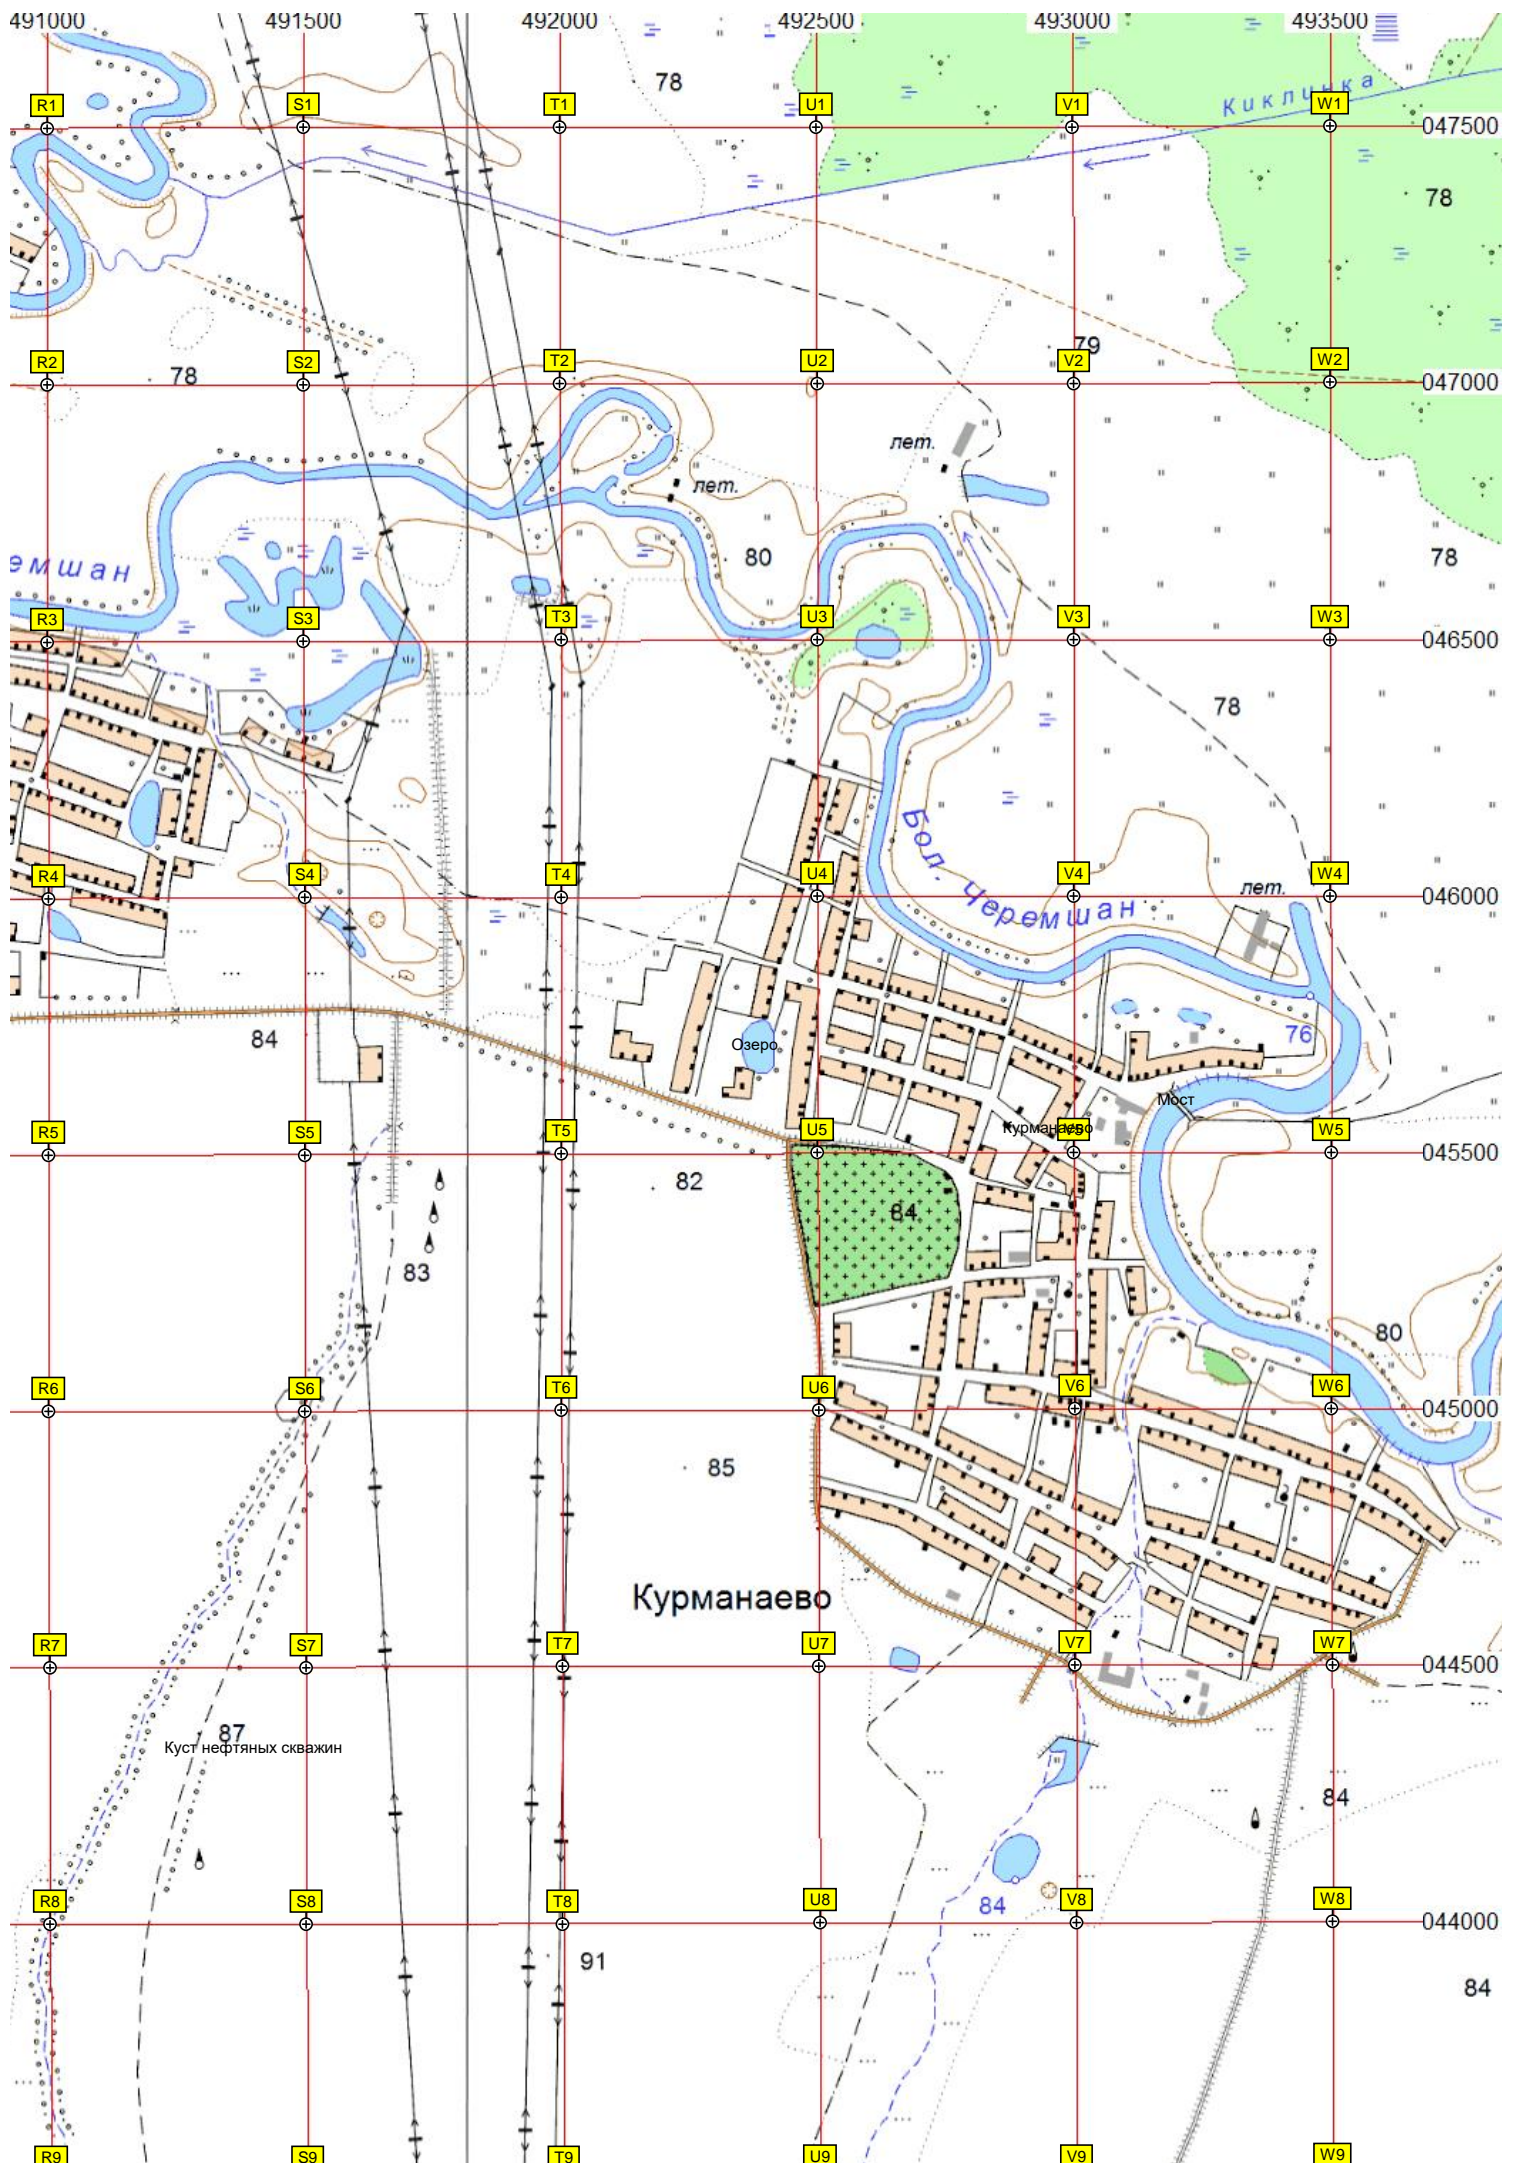 491000 491500 492000 492500 493000 493500
78
Киклинка
R1 S1 T1 U1 V1 W1 047500
78
79
R2 S2 T2 U2 V2 W2 047000
78
лет.
лет.
80 78
емшан
R3 S3 T3 U3 V3 W3 046500
78
Бол. Черемшан
R4 S4 T4 U4 V4 W4 046000
лет.
84 Озеро 76
Мост
Курманаево
R5 S5 T5 U5 W5 045500
82
84
83
80
R6 S6 T6 U6 V6 W6 045000
85
Курманаево
R7 S7 T7 U7 V7 W7 044500
87
Куст нефтяных скважин
84
R8 S8 T8 U8 V8 W8 044000
84
91
84
R9 S9 T9 U9 V9 W9